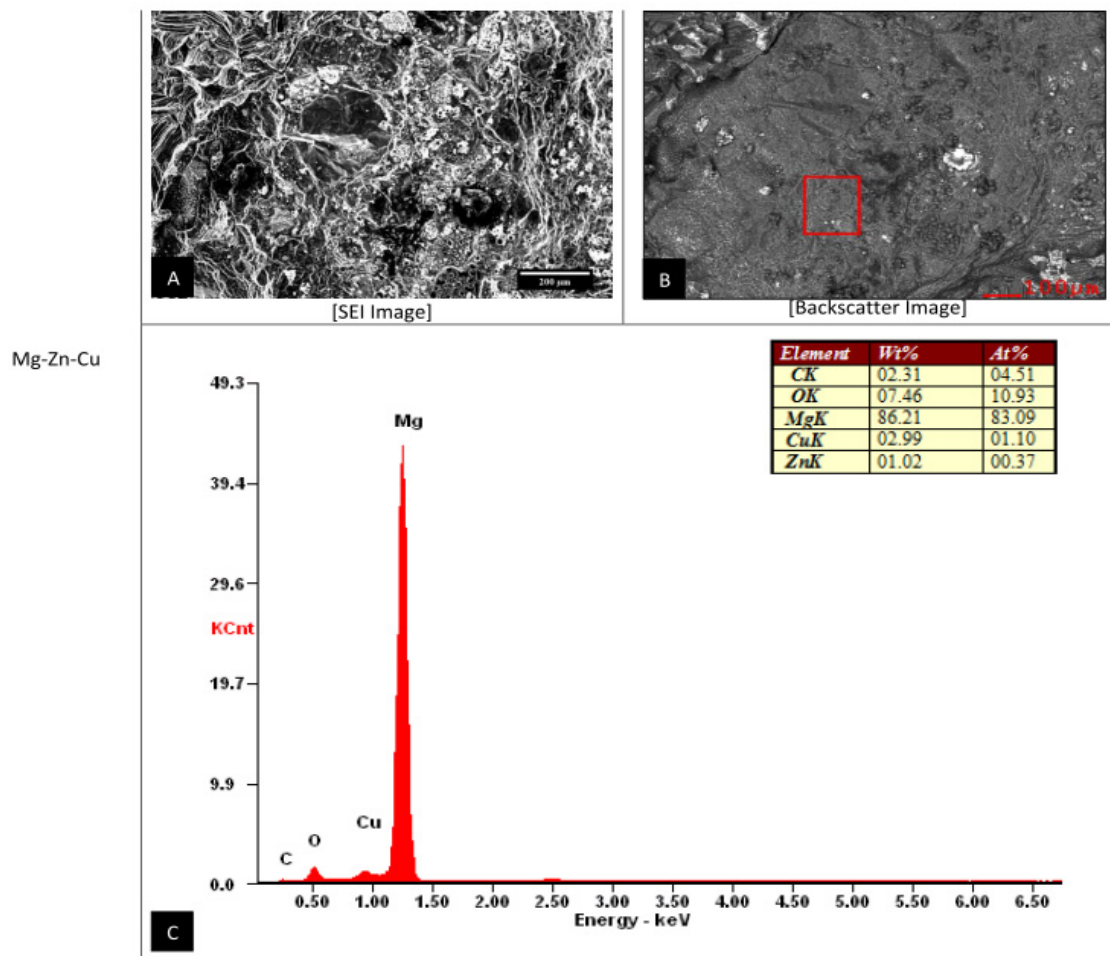 A
200 µm
[SEI Image]
B
100µm
[Backscatter Image]
Mg-Zn-Cu
Element Wt% At%
CK 02.31 04.51
OK 07.46 10.93
MgK 86.21 83.09
CuK 02.99 01.10
ZnK 01.02 00.37
49.3
39.4
29.6
KCnt
19.7
9.9
0.0
Mg
Cu
O
C
0.50 1.00 1.50 2.00 2.50 3.00 3.50 4.00 4.50 5.00 5.50 6.00 6.50
Energy - keV
C